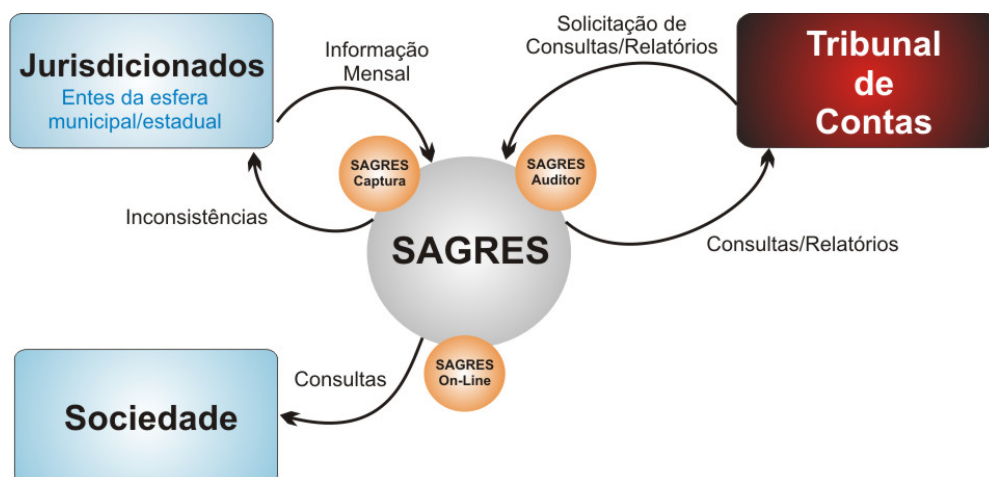 Jurisdicionados
Entes da esfera
municipal/estadual
Informação
Mensal
Solicitação de
Consultas/Relatórios
Tribunal
de
Contas
SAGRES
Captura
SAGRES
Auditor
Inconsistências
SAGRES
Consultas/Relatórios
SAGRES
On-Line
Consultas
Sociedade